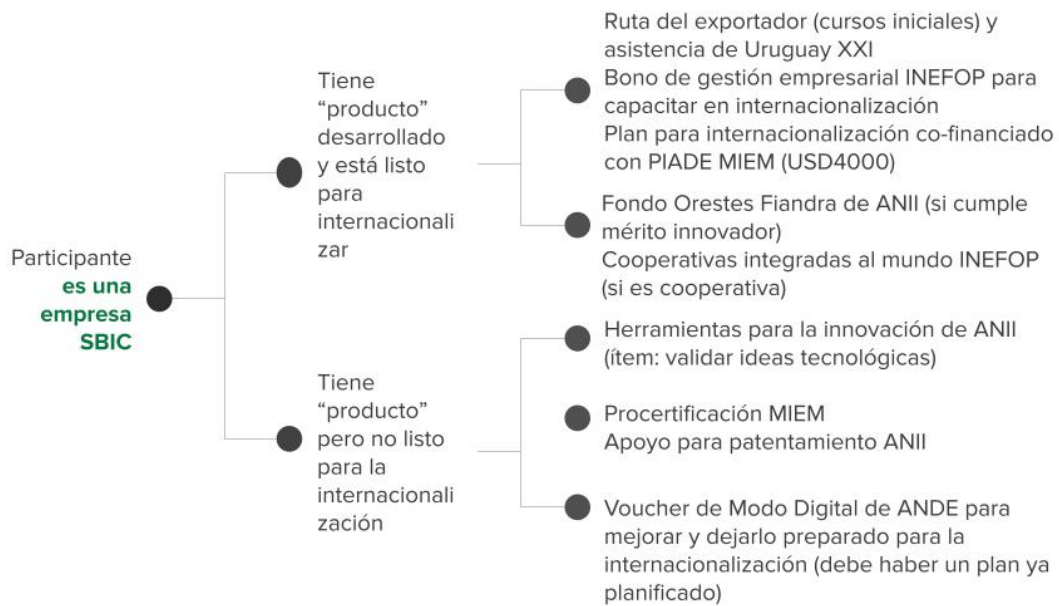 Participante
es una
empresa
SBIC
Tiene
“producto”
desarrollado
y está listo
para
internacionali
zar
Ruta del exportador (cursos iniciales) y
asistencia de Uruguay XXI
Bono de gestión empresarial INEFOP para
capacitar en internacionalización
Plan para internacionalización co-financiado
con PIADE MIEM (USD4000)
Fondo Orestes Fiandra de ANII (si cumple
mérito innovador)
Cooperativas integradas al mundo INEFOP
(si es cooperativa)
Tiene
“producto”
pero no listo
para la
internacionali
zación
Herramientas para la innovación de ANII
(ítem: validar ideas tecnológicas)
Procertificación MIEM
Apoyo para patentamiento ANII
Voucher de Modo Digital de ANDE para
mejorar y dejarlo preparado para la
internacionalización (debe haber un plan ya
planificado)